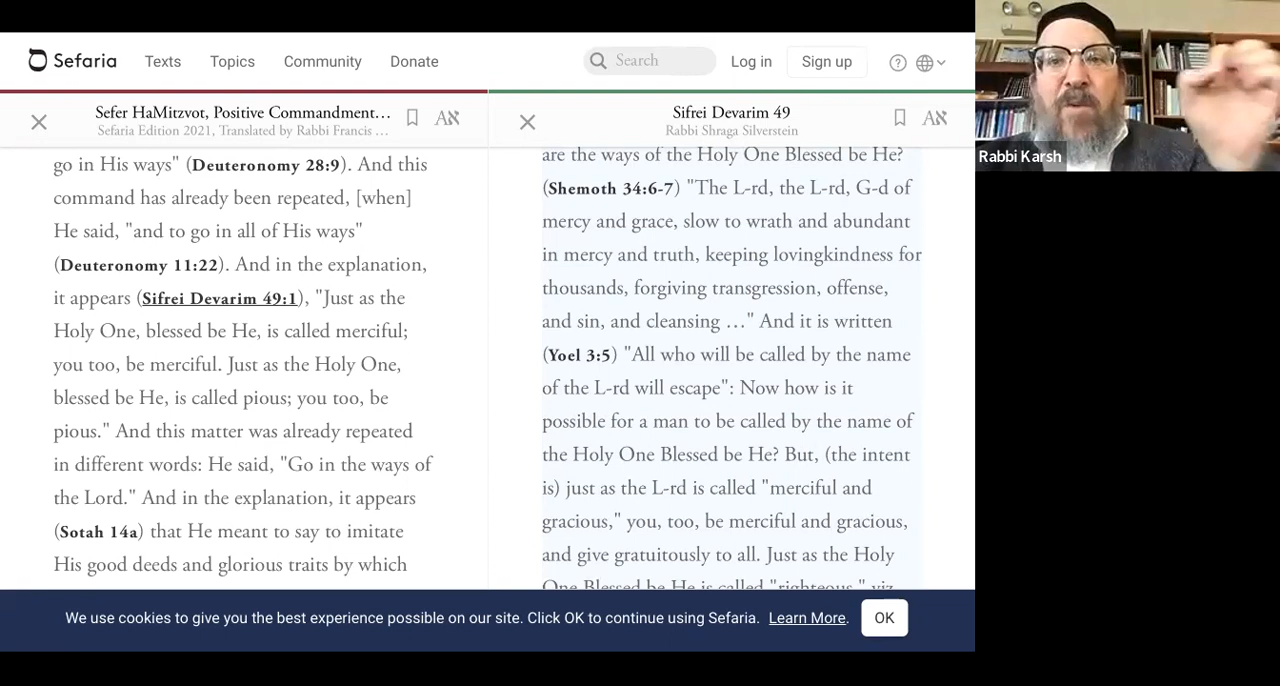 Sefaria
Texts
Topics
Community
Donate
Search
Log in
Sign up
Sefer HaMitzvot, Positive Commandment…
Sefaria Edition 2021, Translated by Rabbi Francis …
go in His ways" (Deuteronomy 28:9). And this
command has already been repeated, [when]
He said, "and to go in all of His ways"
(Deuteronomy 11:22). And in the explanation,
it appears (Sifrei Devarim 49:1), "Just as the
Holy One, blessed be He, is called merciful;
you too, be merciful. Just as the Holy One,
blessed be He, is called pious; you too, be
pious." And this matter was already repeated
in different words: He said, "Go in the ways of
the Lord." And in the explanation, it appears
(Sotah 14a) that He meant to say to imitate
His good deeds and glorious traits by which
Sifrei Devarim 49
Rabbi Shraga Silverstein
are the ways of the Holy One Blessed be He?
(Shemoth 34:6-7) "The L-rd, the L-rd, G-d of
mercy and grace, slow to wrath and abundant
in mercy and truth, keeping lovingkindness for
thousands, forgiving transgression, offense,
and sin, and cleansing …" And it is written
(Yoel 3:5) "All who will be called by the name
of the L-rd will escape": Now how is it
possible for a man to be called by the name of
the Holy One Blessed be He? But, (the intent
is) just as the L-rd is called "merciful and
gracious," you, too, be merciful and gracious,
and give gratuitously to all. Just as the Holy
One Blessed be He is called "righteous," viz.
We use cookies to give you the best experience possible on our site. Click OK to continue using Sefaria. Learn More.
OK
Rabbi Karsh